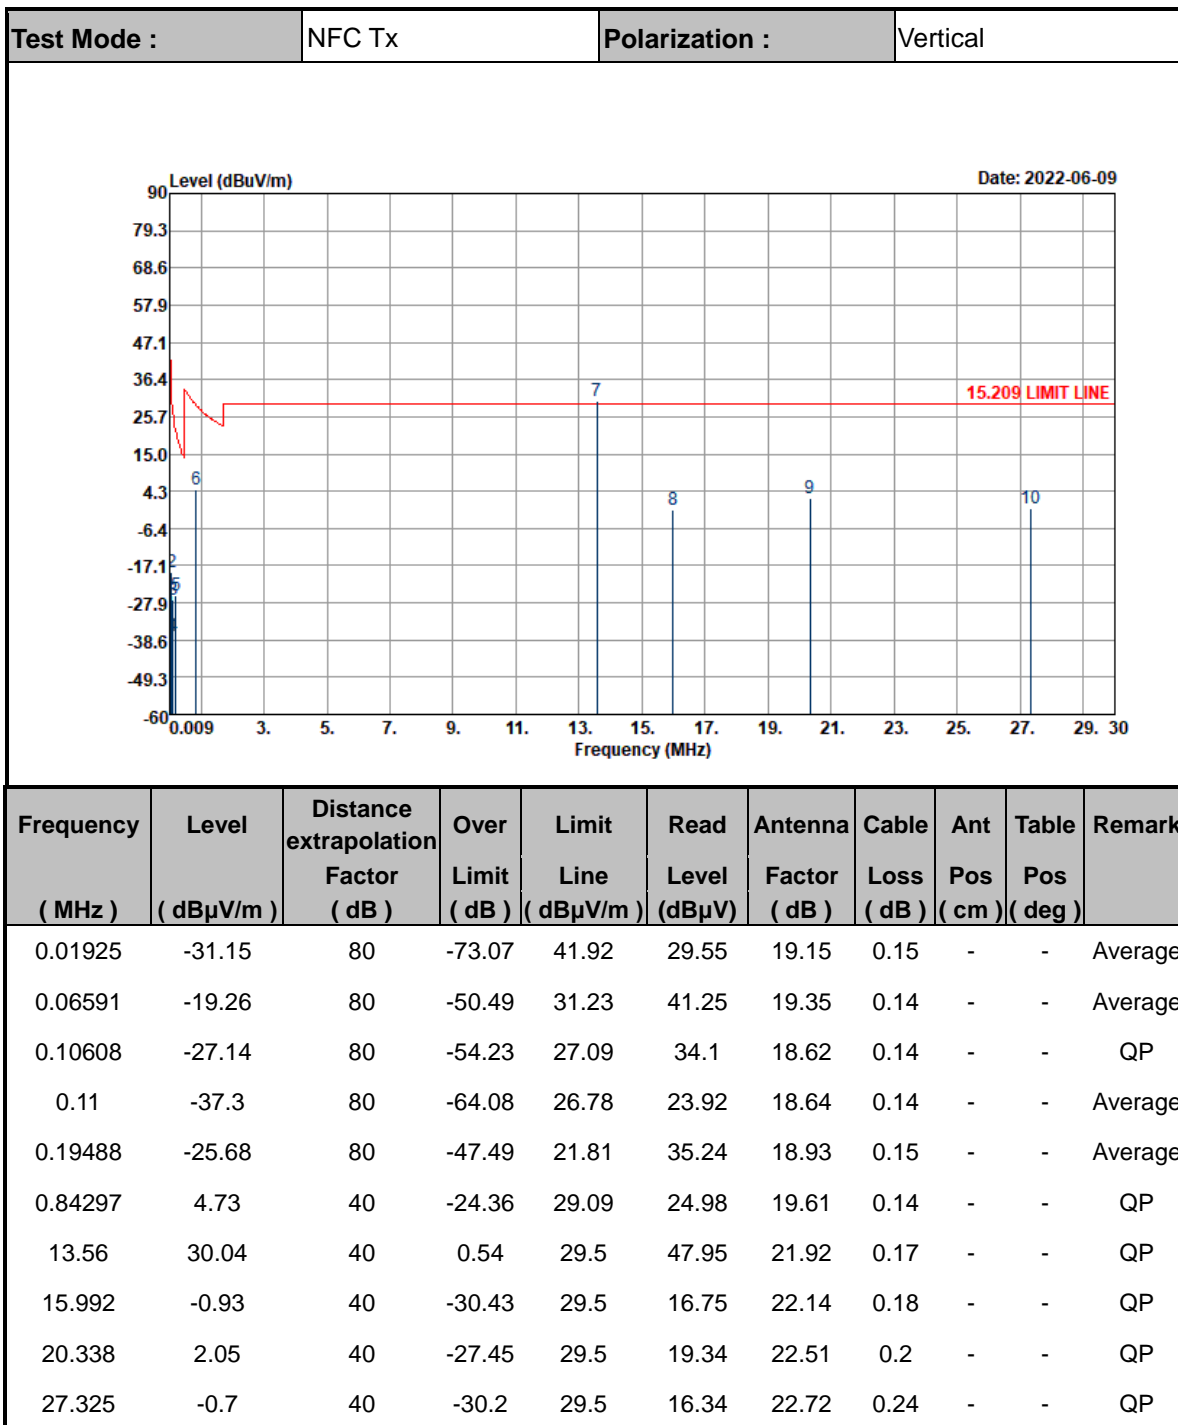 Test Mode : NFC Tx Polarization : Vertical
Level (dBuV/m) Date: 2022-06-09
90
79.3
68.6
57.9
47.1
36.4
25.7
15.0
4.3
-6.4
-17.1
-27.9
-38.6
-49.3
-60
15.209 LIMIT LINE
2
5
6
7
8
9
10
0.009 3. 5. 7. 9. 11. 13. 15. 17. 19. 21. 23. 25. 27. 29. 30
Frequency (MHz)
Frequency Level Distance extrapolation Over Limit Read Antenna Cable Ant Table Remark
Factor Limit Line Level Factor Loss Pos Pos
( MHz ) ( dBµV/m ) ( dB ) ( dB ) ( dBµV/m ) (dBµV) ( dB ) ( dB ) ( cm ) ( deg )
0.01925 -31.15 80 -73.07 41.92 29.55 19.15 0.15 - - Average
0.06591 -19.26 80 -50.49 31.23 41.25 19.35 0.14 - - Average
0.10608 -27.14 80 -54.23 27.09 34.1 18.62 0.14 - - QP
0.11 -37.3 80 -64.08 26.78 23.92 18.64 0.14 - - Average
0.19488 -25.68 80 -47.49 21.81 35.24 18.93 0.15 - - Average
0.84297 4.73 40 -24.36 29.09 24.98 19.61 0.14 - - QP
13.56 30.04 40 0.54 29.5 47.95 21.92 0.17 - - QP
15.992 -0.93 40 -30.43 29.5 16.75 22.14 0.18 - - QP
20.338 2.05 40 -27.45 29.5 19.34 22.51 0.2 - - QP
27.325 -0.7 40 -30.2 29.5 16.34 22.72 0.24 - - QP